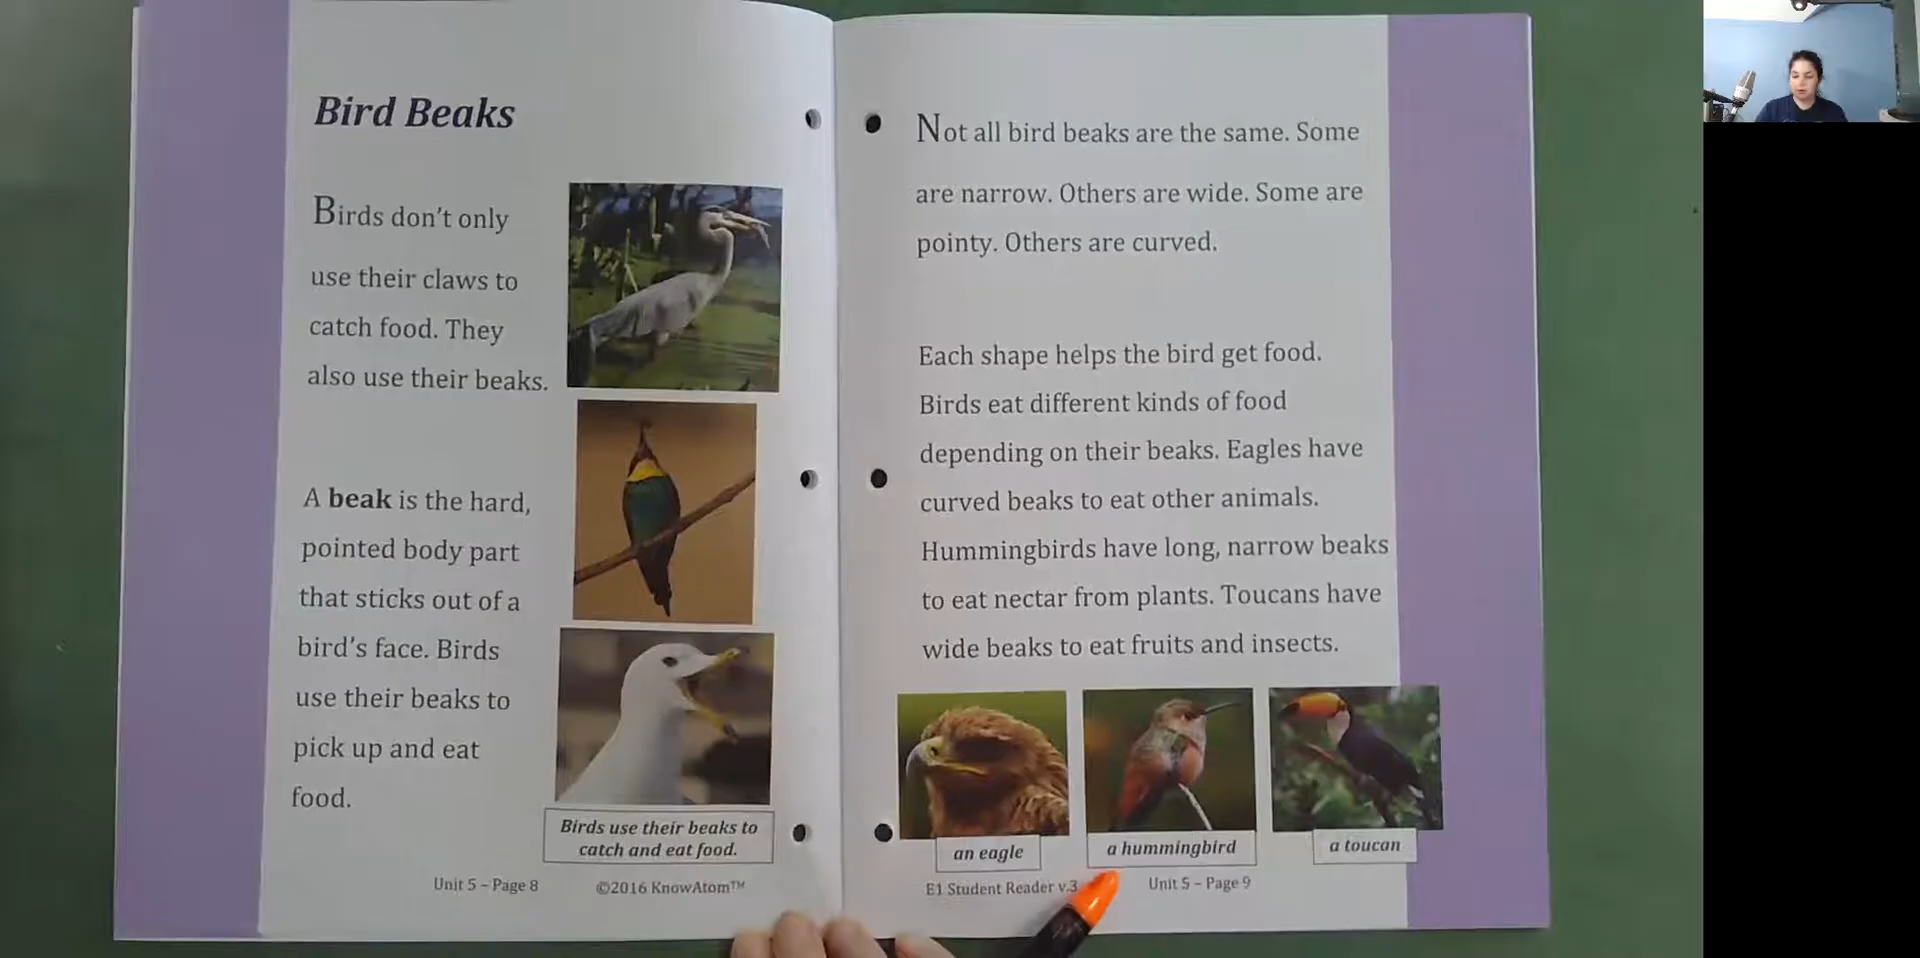 Bird Beaks
Birds don't only
use their claws to
catch food. They
also use their beaks.
A beak is the hard,
pointed body part
that sticks out of a
bird's face. Birds
use their beaks to
pick up and eat
food.
Birds use their beaks to
catch and eat food.
Unit 5 – Page 8
©2016 KnowAtom™
Not all bird beaks are the same. Some
are narrow. Others are wide. Some are
pointy. Others are curved.
Each shape helps the bird get food.
Birds eat different kinds of food
depending on their beaks. Eagles have
curved beaks to eat other animals.
Hummingbirds have long, narrow beaks
to eat nectar from plants. Toucans have
wide beaks to eat fruits and insects.
an eagle
a hummingbird
a toucan
E1 Student Reader v.3
Unit 5 – Page 9